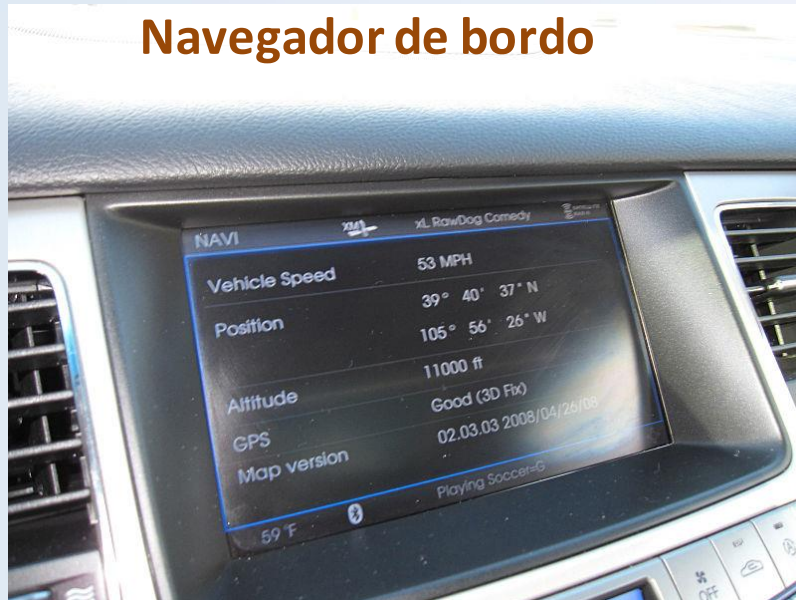 Navegador de bordo
NAVI XM xL RawDog Comedy SATELLITE RADIO
Vehicle Speed 53 MPH
Position 39° 40' 37" N
105° 56' 26" W
Altitude 11000 ft
GPS Good (3D Fix)
Map version 02.03.03 2008/04/26/08
59 °F Playing Soccer=G
OFF